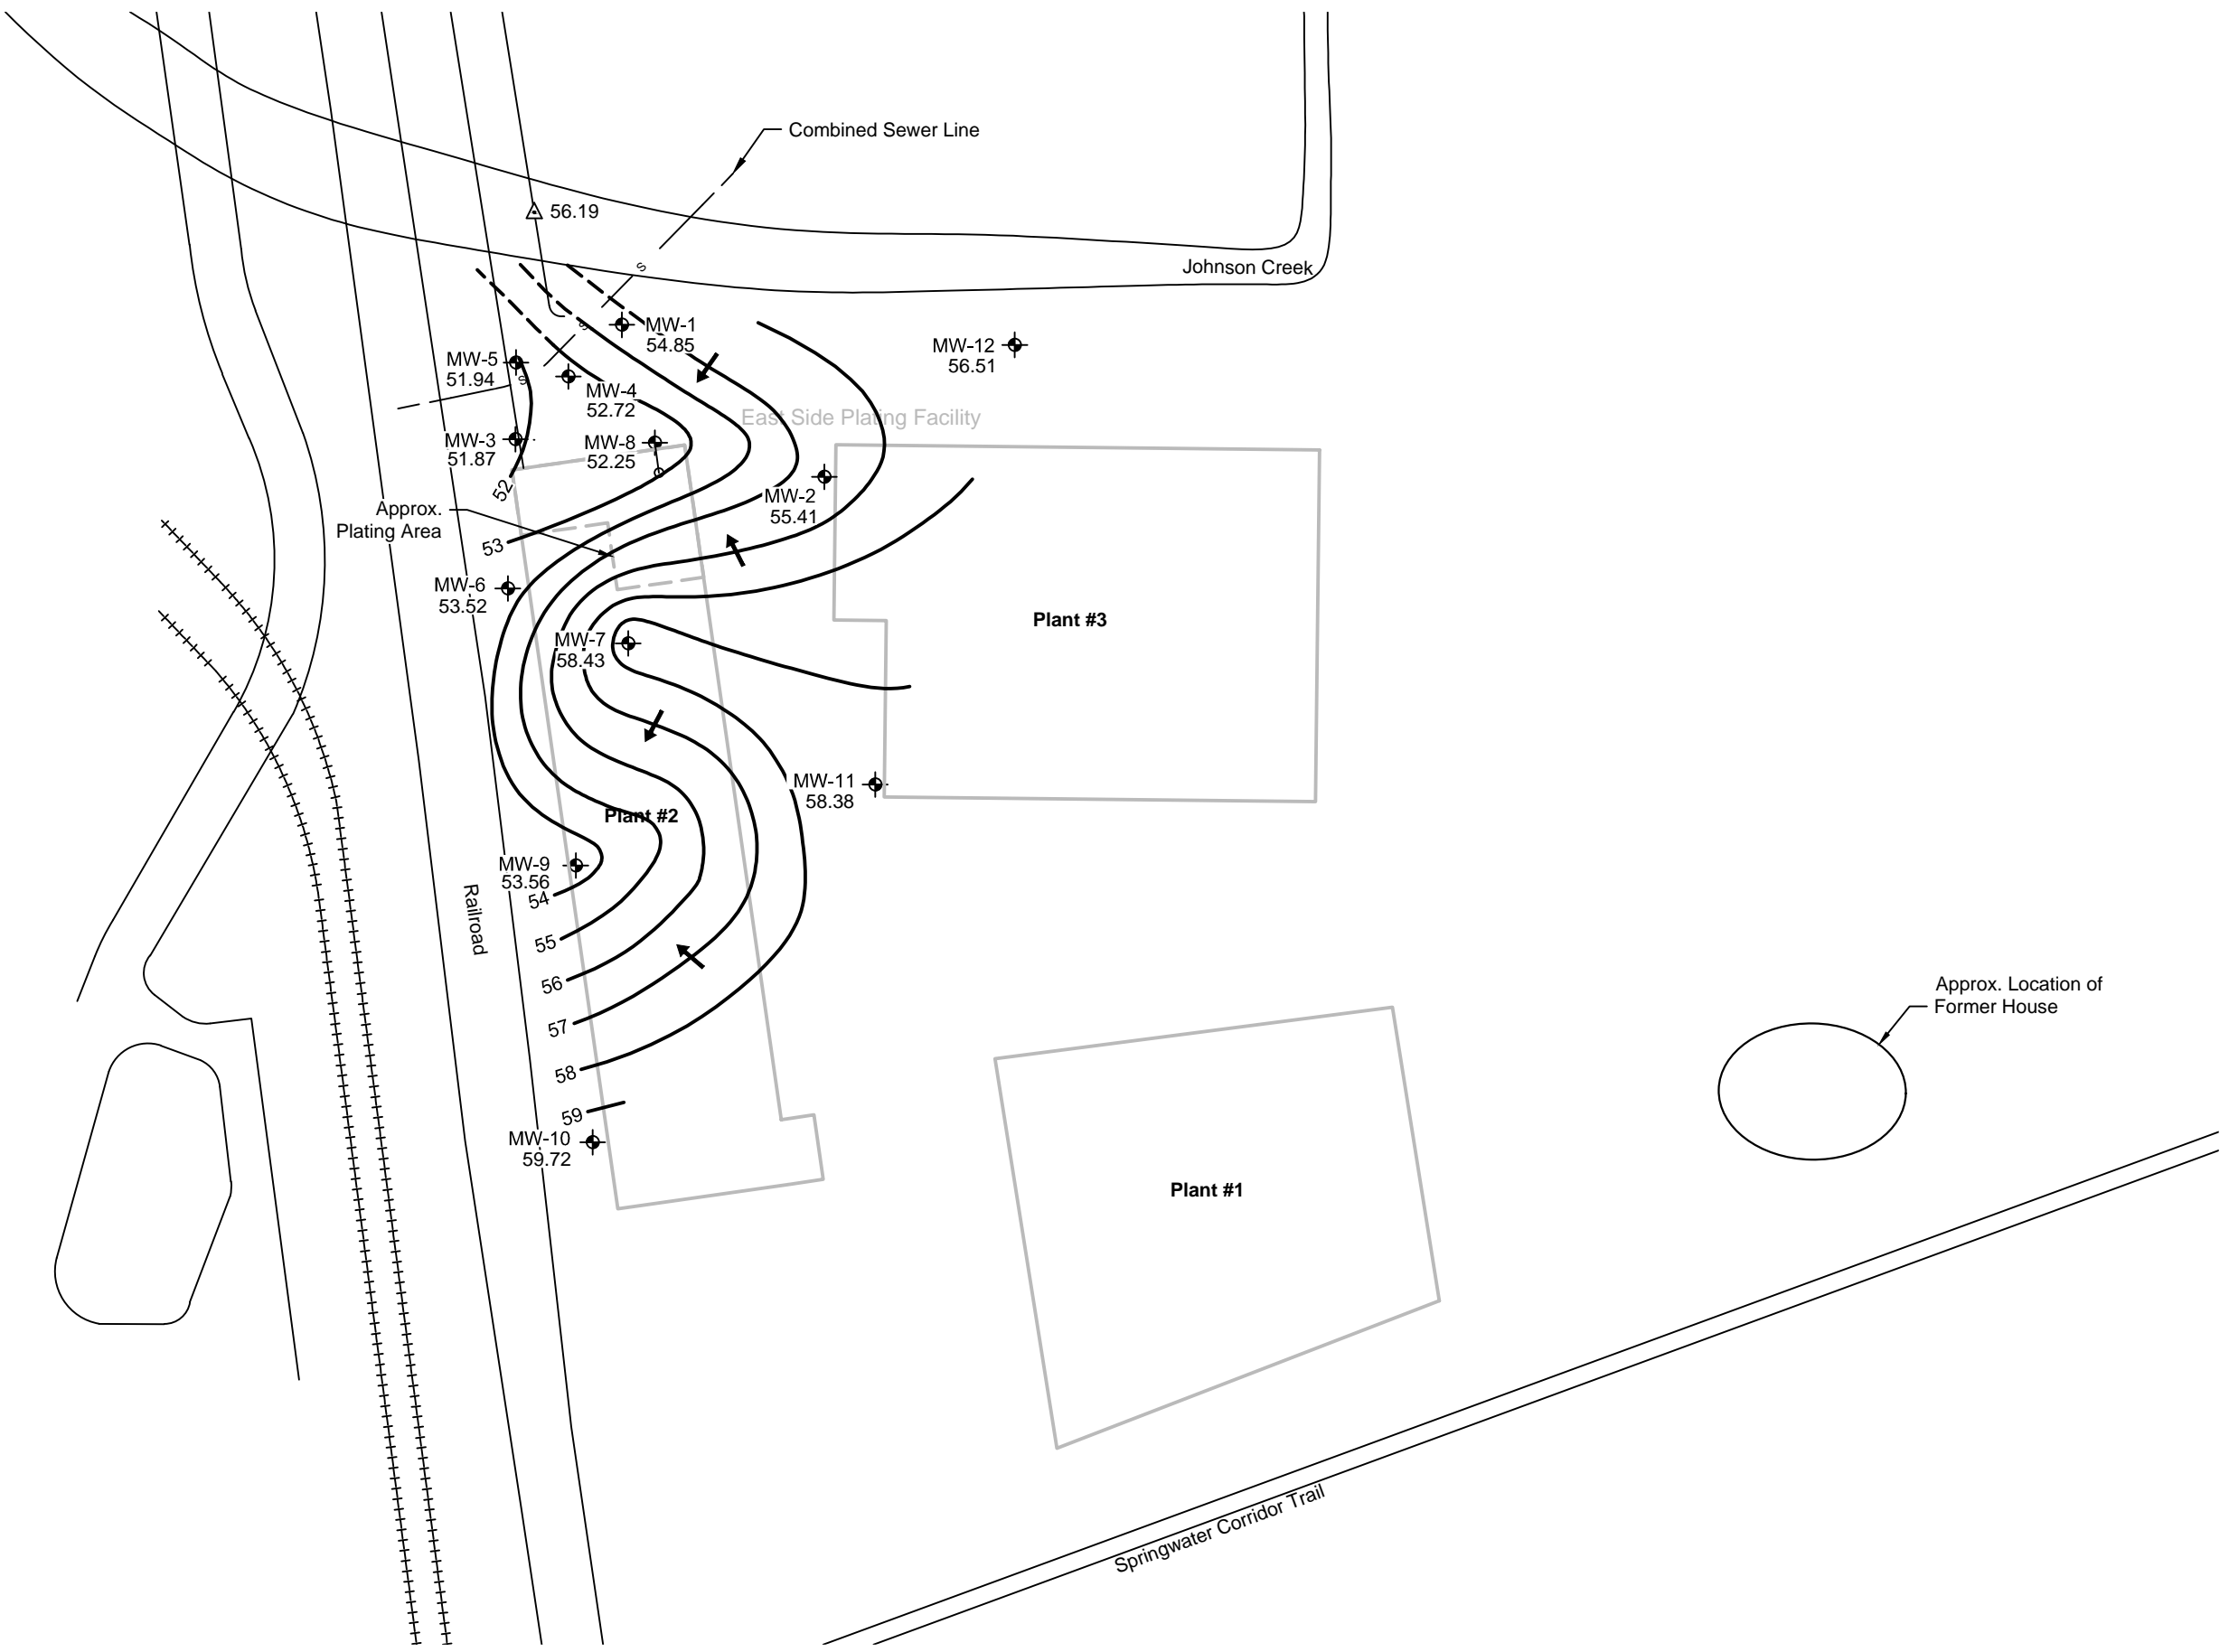 Combined Sewer Line
56.19
S
Johnson Creek
S
MW-1
54.85
MW-12
56.51
MW-5
51.94
S
MW-4
52.72
East Side Plating Facility
MW-3
51.87
MW-8
52.25
52
MW-2
55.41
Approx.
Plating Area
53
MW-6
53.52
Plant #3
MW-7
58.43
MW-11
58.38
Plant #2
MW-9
53.56
54
Railroad
55
56
57
58
59
MW-10
59.72
Approx. Location of
Former House
Plant #1
Springwater Corridor Trail